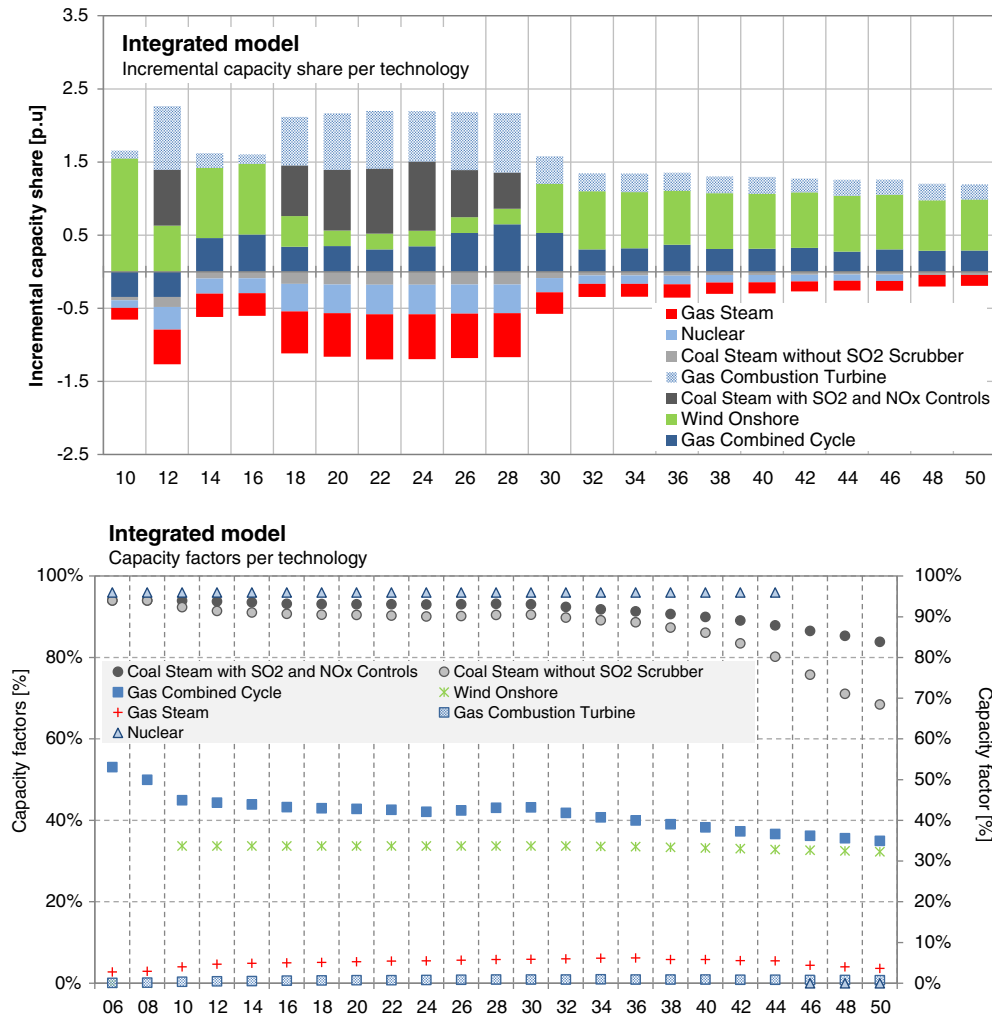 Integrated model
Incremental capacity share per technology
Incremental capacity share [p.u]
3.5
2.5
1.5
0.5
-0.5
-1.5
-2.5
Gas Steam
Nuclear
Coal Steam without SO2 Scrubber
Gas Combustion Turbine
Coal Steam with SO2 and NOx Controls
Wind Onshore
Gas Combined Cycle
10 12 14 16 18 20 22 24 26 28 30 32 34 36 38 40 42 44 46 48 50
Integrated model
Capacity factors per technology
Capacity factors [%]
100% 100%
90%
80% 80%
70%
60% 60%
50%
40% 40%
30%
20% 20%
10%
0% 0%
Capacity factor [%]
Coal Steam with SO2 and NOx Controls Coal Steam without SO2 Scrubber
Gas Combined Cycle Wind Onshore
Gas Steam Gas Combustion Turbine
Nuclear
06 08 10 12 14 16 18 20 22 24 26 28 30 32 34 36 38 40 42 44 46 48 50